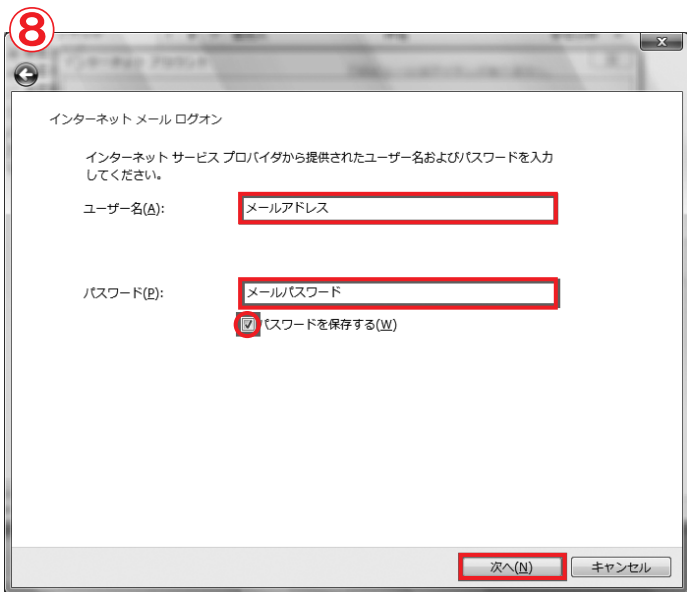 ⑧
インターネット メール ログオン
インターネット サービス プロバイダから提供されたユーザー名およびパスワードを入力
してください。
ユーザー名(A): メールアドレス
パスワード(P): メールパスワード
パスワードを保存する(W)
次へ(N) キャンセル